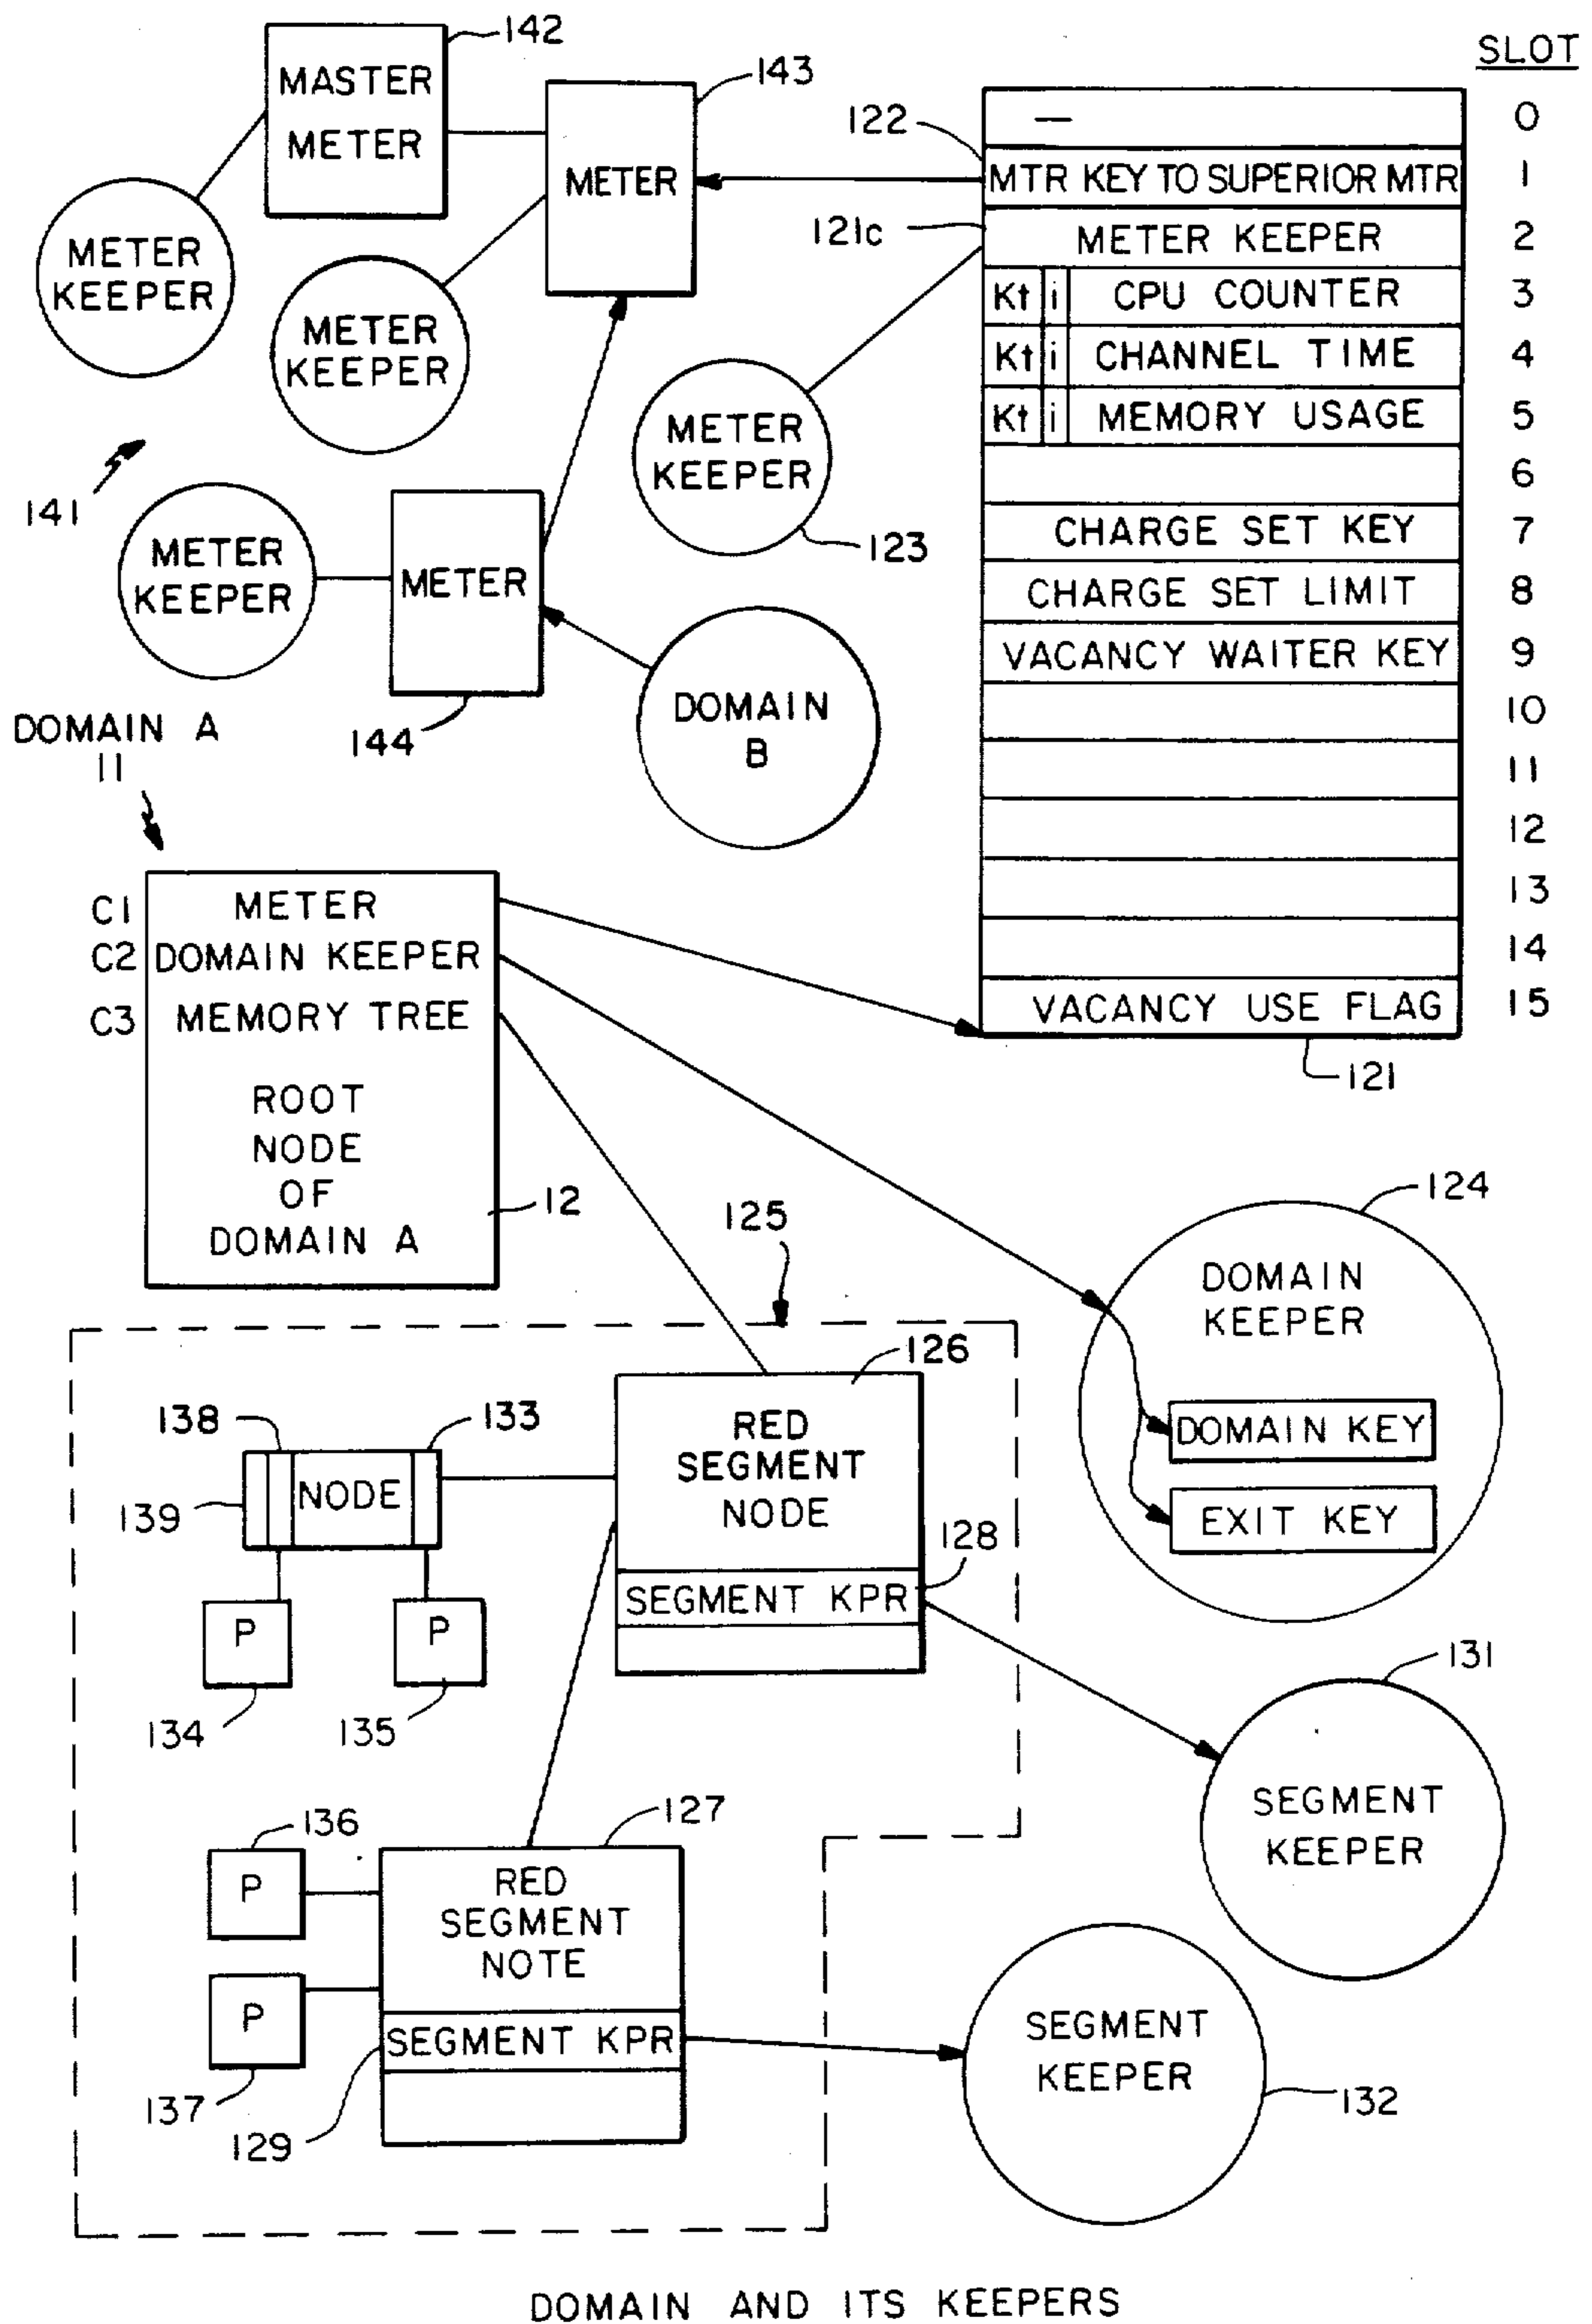 142
MASTER
METER
143
METER
METER
KEEPER
METER
KEEPER
141
METER
KEEPER
METER
144
METER
KEEPER
123
DOMAIN
B
SLOT
122
121c
— 0
MTR KEY TO SUPERIOR MTR 1
METER KEEPER 2
Kt i CPU COUNTER 3
Kt i CHANNEL TIME 4
Kt i MEMORY USAGE 5
6
CHARGE SET KEY 7
CHARGE SET LIMIT 8
VACANCY WAITER KEY 9
10
11
12
13
14
VACANCY USE FLAG 15
121
DOMAIN A
11
C1 METER
C2 DOMAIN KEEPER
C3 MEMORY TREE
ROOT
NODE
OF
DOMAIN A
12
125
124
DOMAIN
KEEPER
DOMAIN KEY
EXIT KEY
126
RED
SEGMENT
NODE
128
SEGMENT KPR
138
133
NODE
139
P
P
134
135
131
SEGMENT
KEEPER
127
136
P
RED
SEGMENT
NOTE
P
SEGMENT KPR
137
129
SEGMENT
KEEPER
132
DOMAIN AND ITS KEEPERS